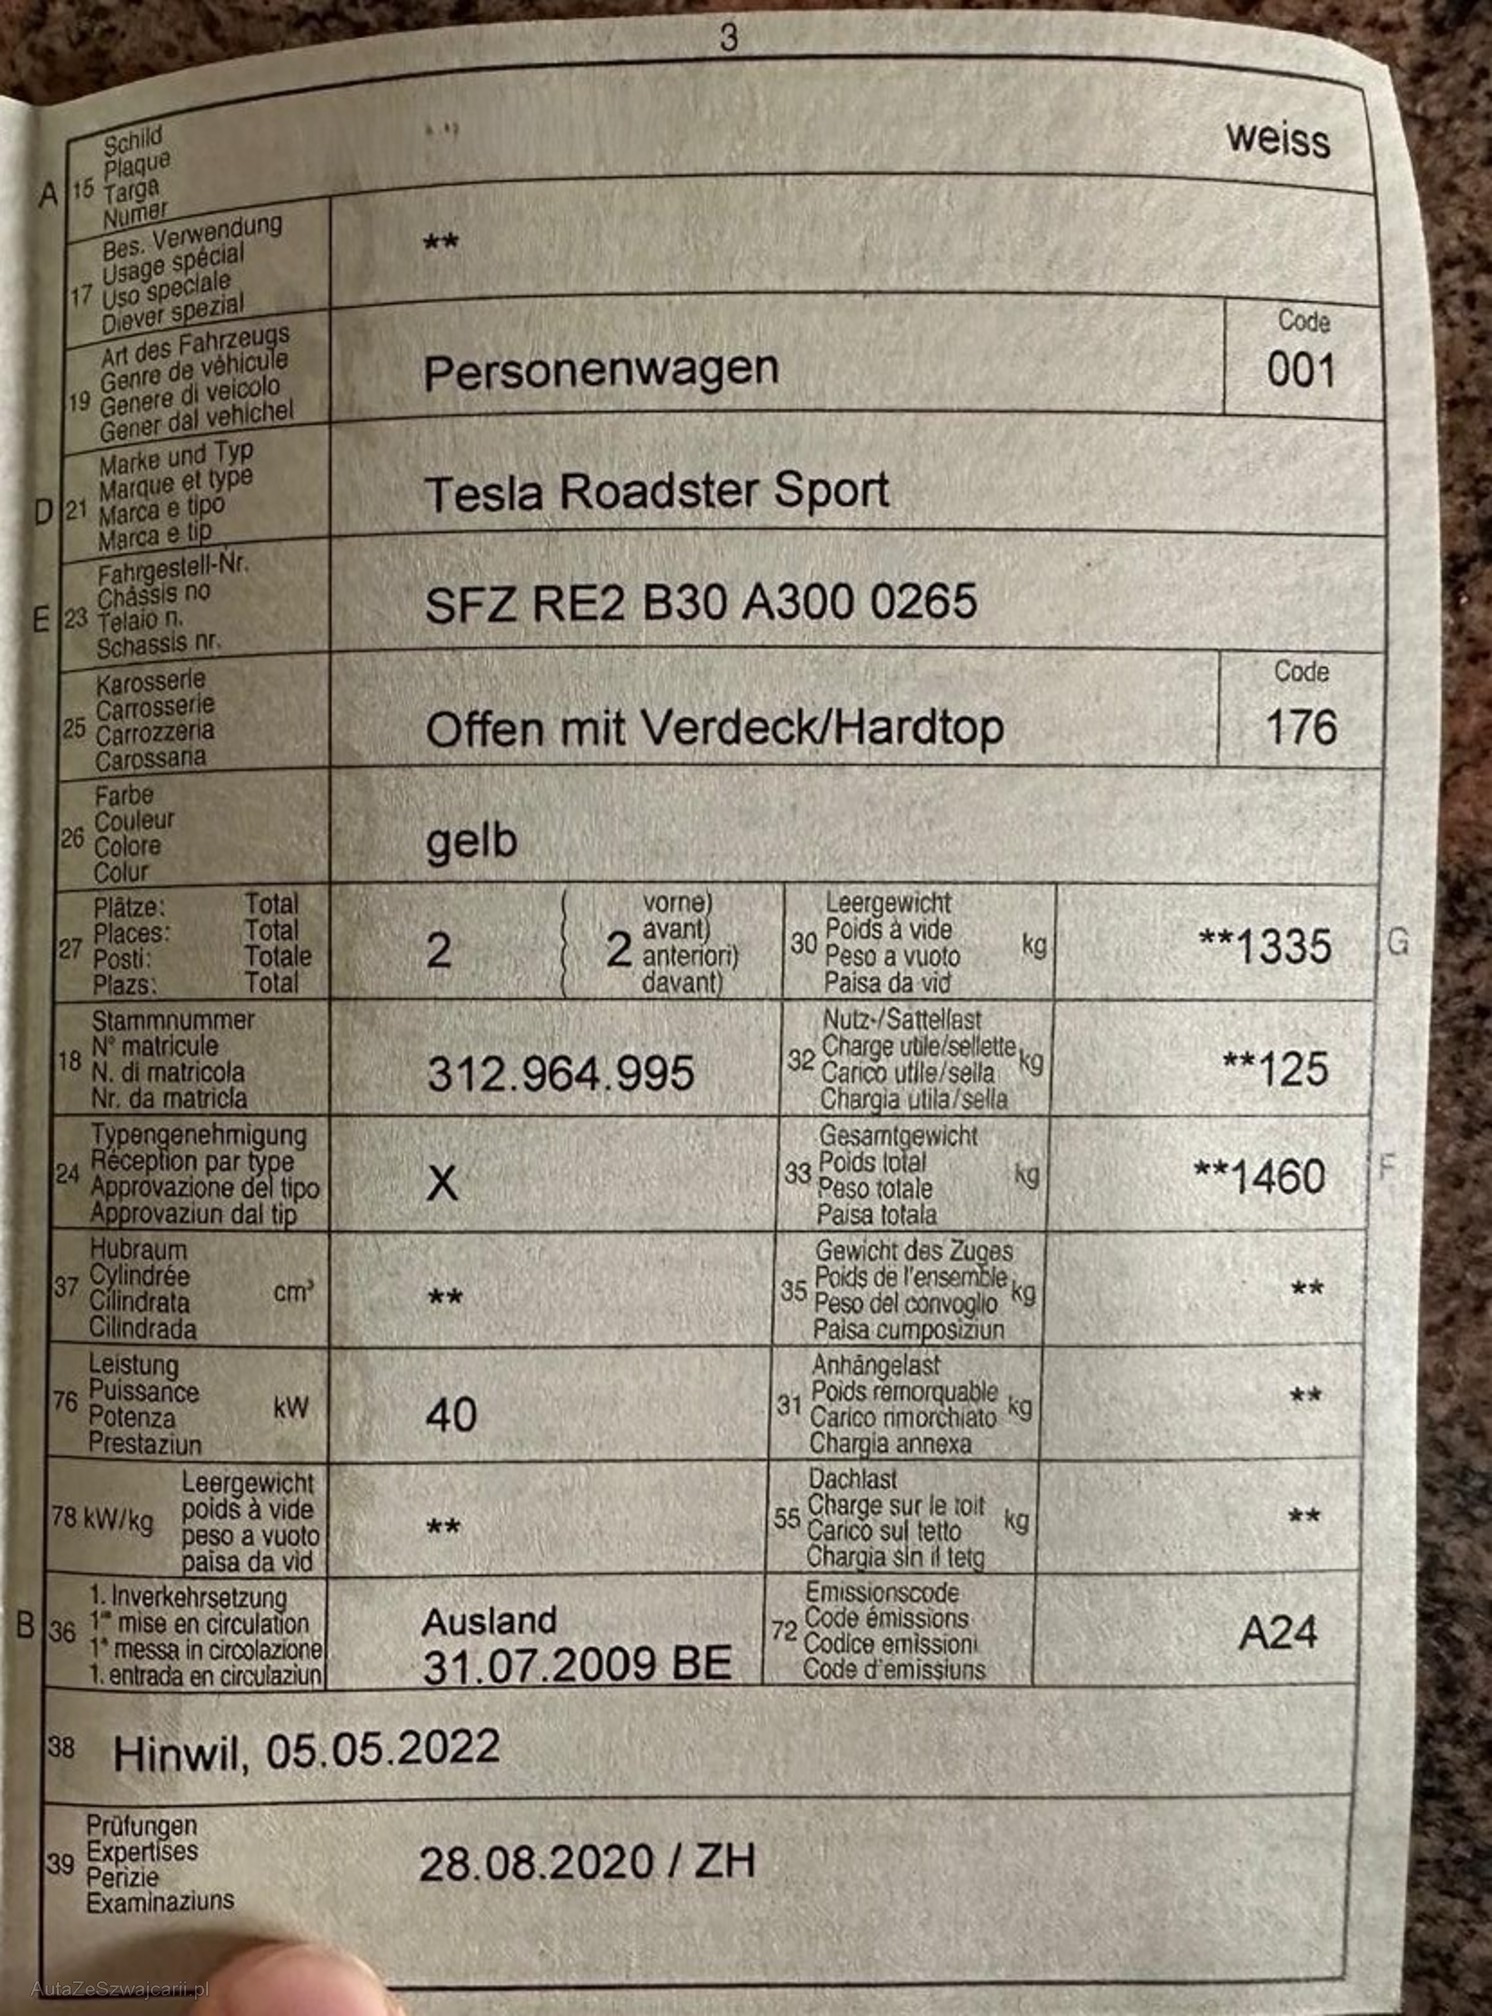 3
A 15 Schild
Plaque
Targa
Numer
weiss
17 Bes. Verwendung
Usage spécial
Uso speciale
Diever spezial
**
19 Art des Fahrzeugs
Genre de véhicule
Genere di veicolo
Gener dal vehichel
Personenwagen
Code
001
D 21 Marke und Typ
Marque et type
Marca e tipo
Marca e tip
Tesla Roadster Sport
E 23 Fahrgestell-Nr.
Châssis no
Telaio n.
Schassis nr.
SFZ RE2 B30 A300 0265
25 Karosserie
Carrosserie
Carrozzeria
Carossaria
Offen mit Verdeck/Hardtop
Code
176
26 Farbe
Couleur
Colore
Colur
gelb
27 Plätze: Total
Places: Total
Posti: Totale
Plazs: Total
2 ( 2 vorne)
avant)
anteriori)
davant)
30 Leergewicht
Poids à vide
Peso a vuoto
Paisa da vid
kg
**1335 G
18 Stammnummer
N° matricule
N. di matricola
Nr. da matricla
312.964.995
32 Nutz-/Sattellast
Charge utile/sellette
Carico utile/sella
Chargia utila/sella
kg
**125
24 Typengenehmigung
Réception par type
Approvazione del tipo
Approvaziun dal tip
X
33 Gesamtgewicht
Poids total
Peso totale
Paisa totala
kg
**1460 F
37 Hubraum
Cylindrée
Cilindrata
Cilindrada
cm³
**
35 Gewicht des Zuges
Poids de l'ensemble
Peso del convoglio
Paisa cumposiziun
kg
**
76 Leistung
Puissance
Potenza
Prestaziun
kW
40
31 Anhängelast
Poids remorquable
Carico rimorchiato
Chargia annexa
kg
**
78 kW/kg Leergewicht
poids à vide
peso a vuoto
paisa da vid
**
55 Dachlast
Charge sur le toit
Carico sul tetto
Chargia sin il tetg
kg
**
B 36 1. Inverkehrsetzung
1re mise en circulation
1a messa in circolazione
1. entrada en circulaziun
Ausland
31.07.2009 BE
72 Emissionscode
Code émissions
Codice emissioni
Code d'emissiuns
A24
38 Hinwil, 05.05.2022
39 Prüfungen
Expertises
Perizie
Examinaziuns
28.08.2020 / ZH
AutaZeSzwajcarii.pl